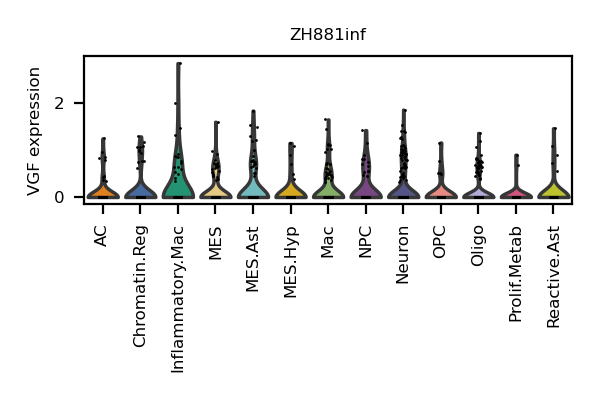 ZH881inf
VGF expression
2
0
AC
Chromatin.Reg
Inflammatory.Mac
MES
MES.Ast
MES.Hyp
Mac
NPC
Neuron
OPC
Oligo
Prolif.Metab
Reactive.Ast